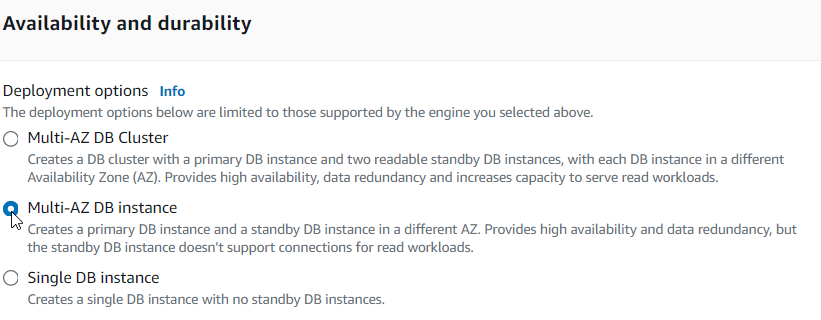 Availability and durability
Deployment options Info
The deployment options below are limited to those supported by the engine you selected above.
Multi-AZ DB Cluster
Creates a DB cluster with a primary DB instance and two readable standby DB instances, with each DB instance in a different
Availability Zone (AZ). Provides high availability, data redundancy and increases capacity to serve read workloads.
Multi-AZ DB instance
Creates a primary DB instance and a standby DB instance in a different AZ. Provides high availability and data redundancy, but
the standby DB instance doesn't support connections for read workloads.
Single DB instance
Creates a single DB instance with no standby DB instances.